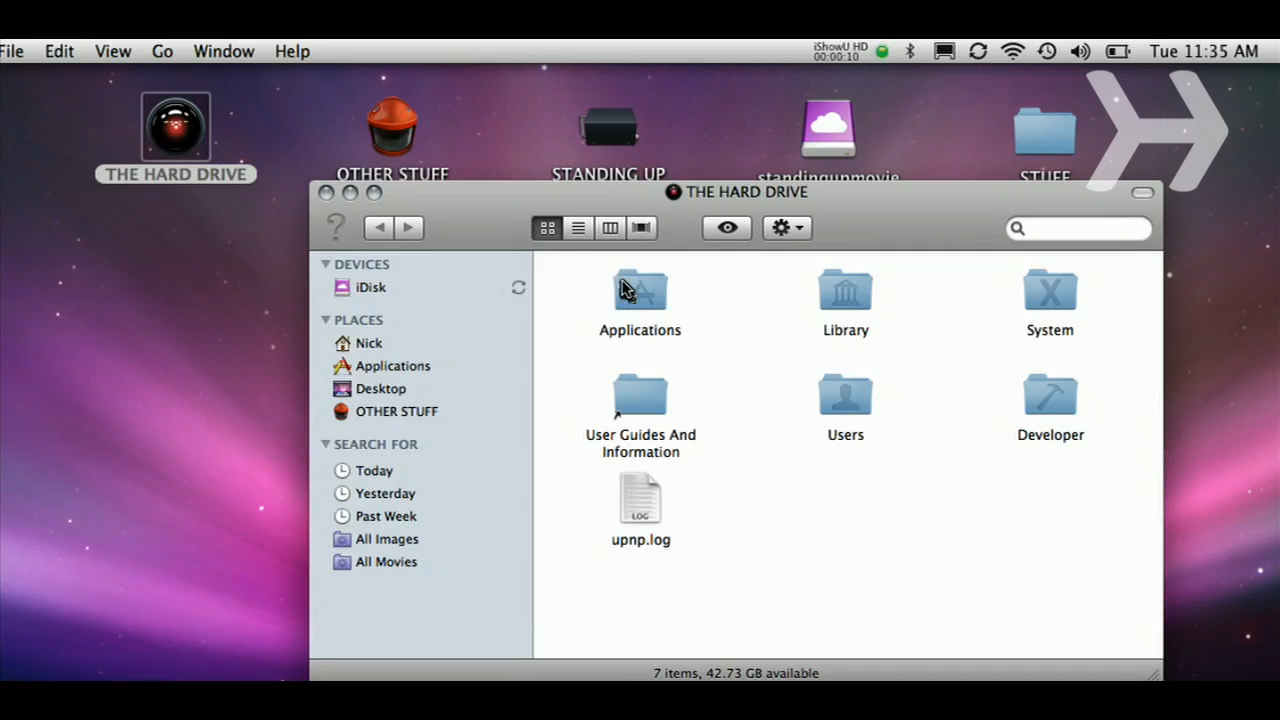 File Edit View Go Window Help
iShowU HD
00:00:10
Tue 11:35 AM
THE HARD DRIVE
OTHER STUFF
STANDING UP
standingupmovie
STUFF
THE HARD DRIVE
DEVICES
iDisk
PLACES
Nick
Applications
Desktop
OTHER STUFF
SEARCH FOR
Today
Yesterday
Past Week
All Images
All Movies
Applications
Library
System
User Guides And
Information
Users
Developer
LOG
upnp.log
7 items, 42.73 GB available